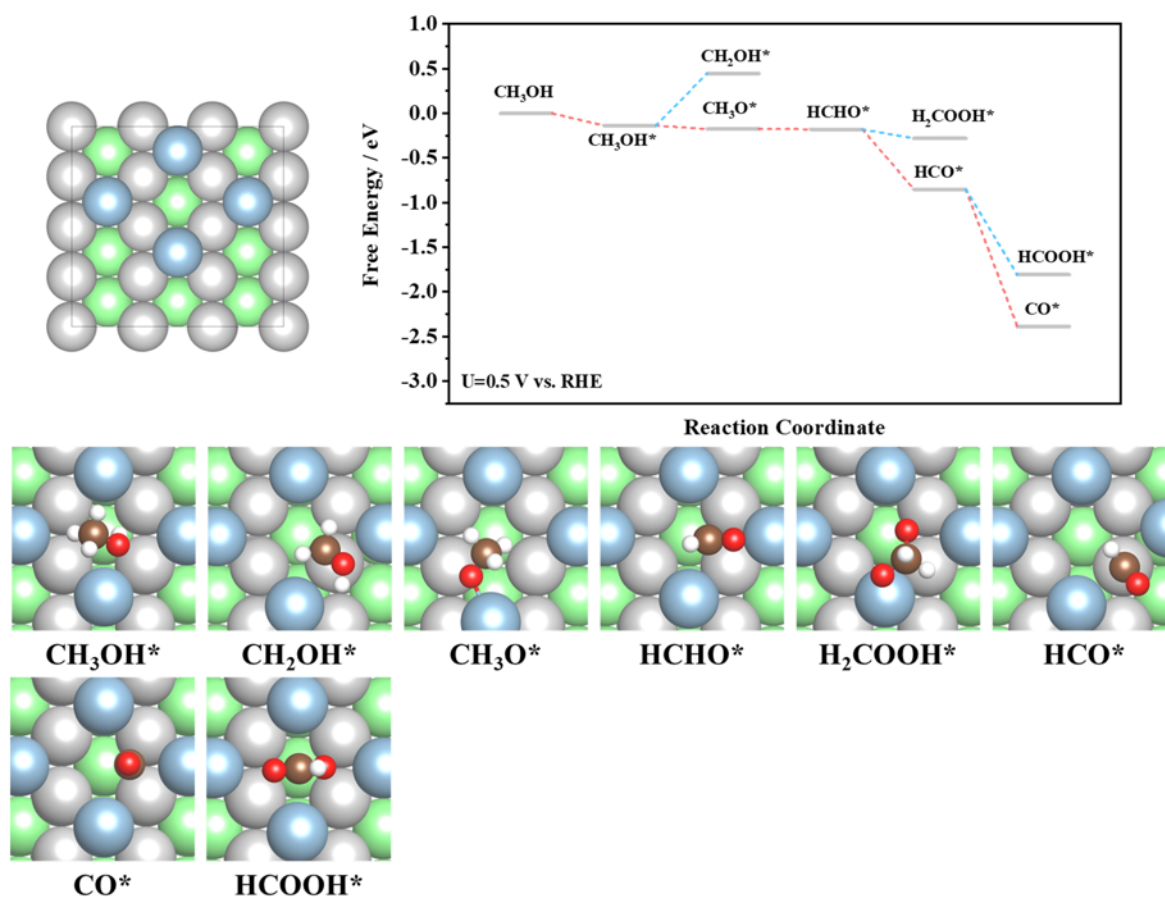 1.0
0.5
0.0
-0.5
-1.0
-1.5
-2.0
-2.5
-3.0
Free Energy / eV
CH₃OH
CH₃OH*
CH₂OH*
CH₃O*
HCHO*
H₂COOH*
HCO*
HCOOH*
CO*
U=0.5 V vs. RHE
Reaction Coordinate
CH₃OH*
CH₂OH*
CH₃O*
HCHO*
H₂COOH*
HCO*
CO*
HCOOH*